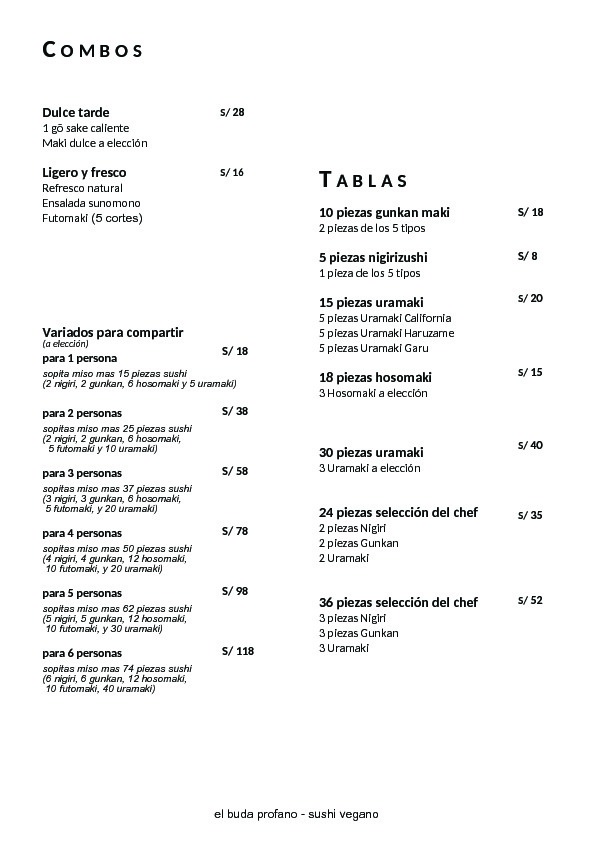 COMBOS
Dulce tarde S/ 28
1 gō sake caliente
Maki dulce a elección
Ligero y fresco S/ 16
Refresco natural
Ensalada sunomono
Futomaki (5 cortes)
Variados para compartir
(a elección)
para 1 persona S/ 18
sopita miso mas 15 piezas sushi
(2 nigiri, 2 gunkan, 6 hosomaki y 5 uramaki)
para 2 personas S/ 38
sopitas miso mas 25 piezas sushi
(2 nigiri, 2 gunkan, 6 hosomaki,
5 futomaki y 10 uramaki)
para 3 personas S/ 58
sopitas miso mas 37 piezas sushi
(3 nigiri, 3 gunkan, 6 hosomaki,
5 futomaki, y 20 uramaki)
para 4 personas S/ 78
sopitas miso mas 50 piezas sushi
(4 nigiri, 4 gunkan, 12 hosomaki,
10 futomaki, y 20 uramaki)
para 5 personas S/ 98
sopitas miso mas 62 piezas sushi
(5 nigiri, 5 gunkan, 12 hosomaki,
10 futomaki, y 30 uramaki)
para 6 personas S/ 118
sopitas miso mas 74 piezas sushi
(6 nigiri, 6 gunkan, 12 hosomaki,
10 futomaki, 40 uramaki)
TABLAS
10 piezas gunkan maki S/ 18
2 piezas de los 5 tipos
5 piezas nigirizushi S/ 8
1 pieza de los 5 tipos
15 piezas uramaki S/ 20
5 piezas Uramaki California
5 piezas Uramaki Haruzame
5 piezas Uramaki Garu
18 piezas hosomaki S/ 15
3 Hosomaki a elección
30 piezas uramaki S/ 40
3 Uramaki a elección
24 piezas selección del chef S/ 35
2 piezas Nigiri
2 piezas Gunkan
2 Uramaki
36 piezas selección del chef S/ 52
3 piezas Nigiri
3 piezas Gunkan
3 Uramaki
el buda profano - sushi vegano